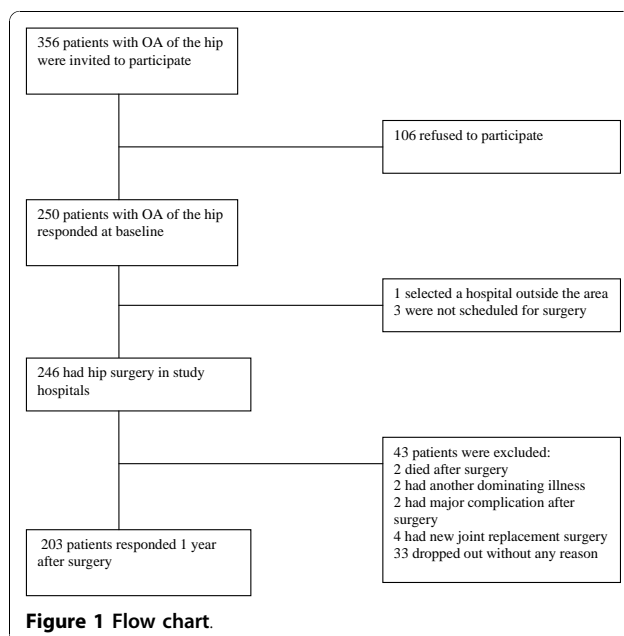 356 patients with OA of the hip
were invited to participate
106 refused to participate
250 patients with OA of the hip
responded at baseline
1 selected a hospital outside the area
3 were not scheduled for surgery
246 had hip surgery in study
hospitals
43 patients were excluded:
2 died after surgery
2 had another dominating illness
2 had major complication after
surgery
4 had new joint replacement surgery
33 dropped out without any reason
203 patients responded 1 year
after surgery
Figure 1 Flow chart.